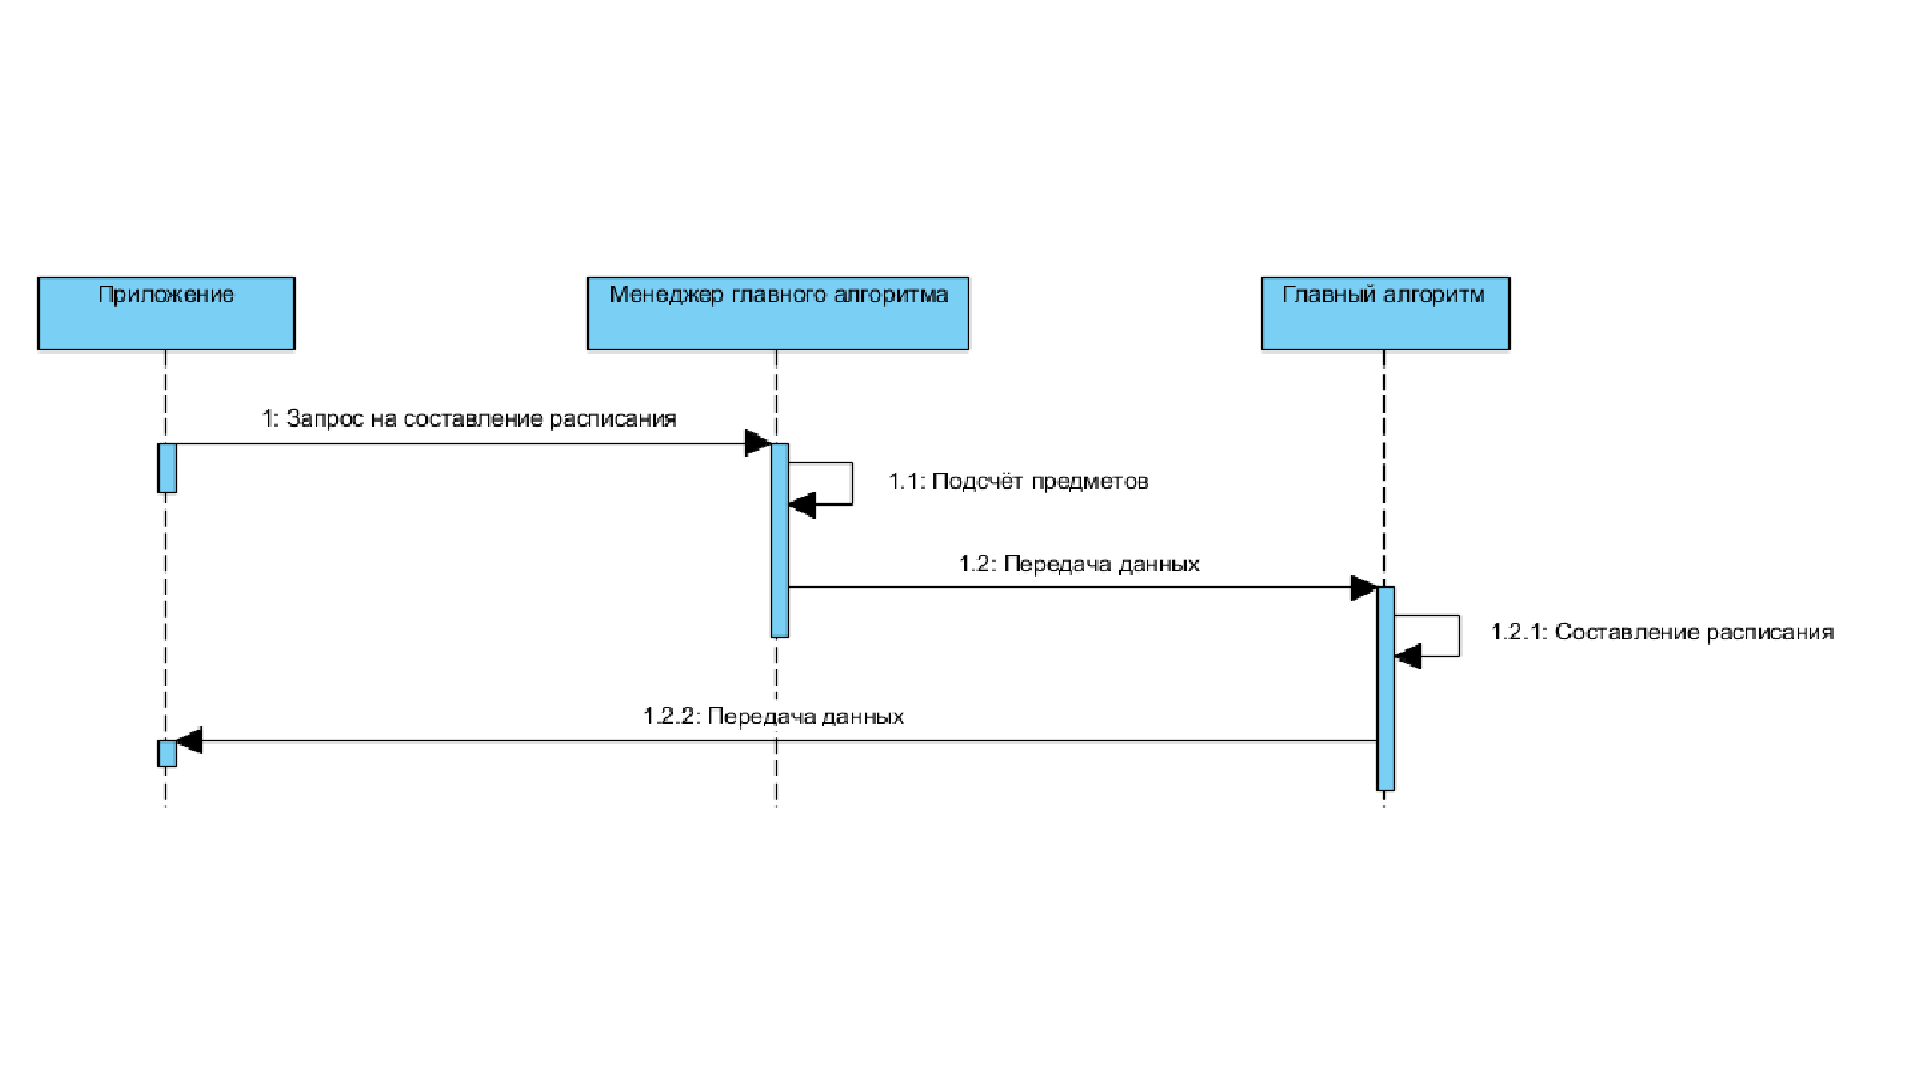 Приложение
Менеджер главного алгоритма
Главный алгоритм
1: Запрос на составление расписания
1.1: Подсчёт предметов
1.2: Передача данных
1.2.1: Составление расписания
1.2.2: Передача данных